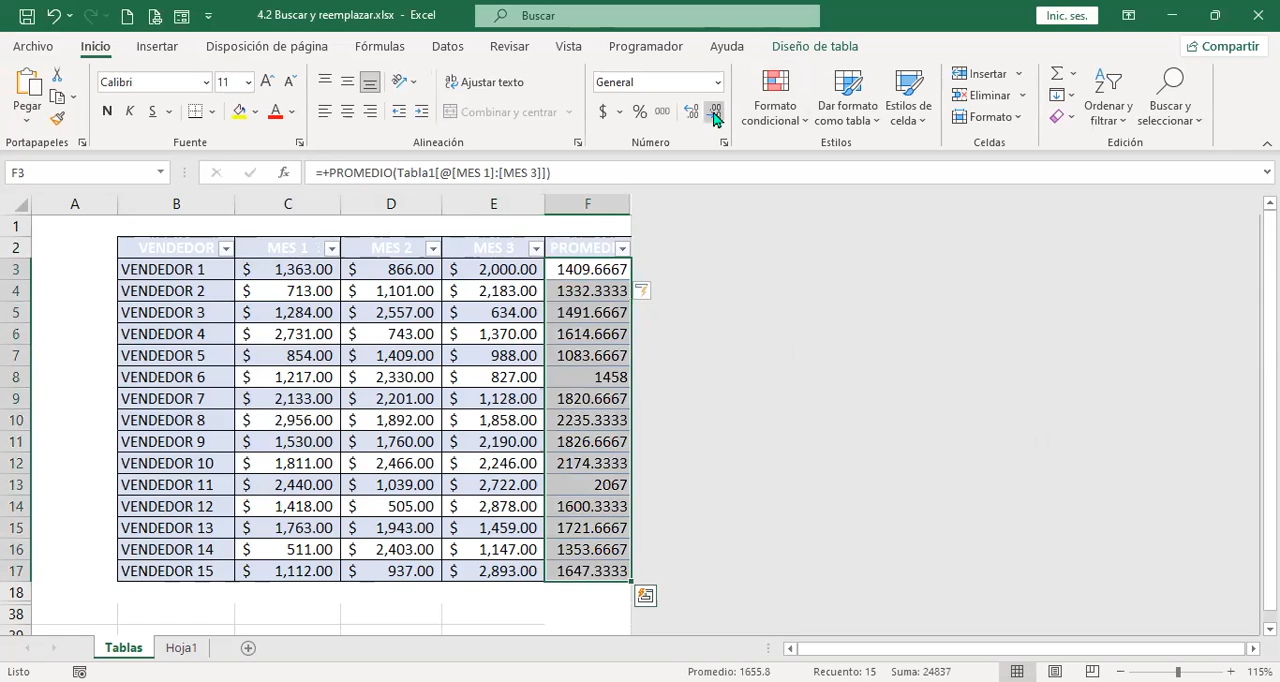 4.2 Buscar y reemplazar.xlsx - Excel
Buscar
Inic. ses.
Archivo Inicio Insertar Disposición de página Fórmulas Datos Revisar Vista Programador Ayuda Diseño de tabla Compartir
Pegar
Portapapeles
Calibri 11
N K S
Fuente
Ajustar texto
Combinar y centrar
Alineación
General
$ % 000
Número
Formato condicional
Dar formato como tabla
Estilos de celda
Estilos
Insertar
Eliminar
Formato
Celdas
Ordenar y filtrar
Buscar y seleccionar
Edición
F3 fx =+PROMEDIO(Tabla1[@[MES 1]:[MES 3]])
A B C D E F
1
2 VENDEDOR MES 1 MES 2 MES 3 PROMEDI
3 VENDEDOR 1 $ 1,363.00 $ 866.00 $ 2,000.00 1409.6667
4 VENDEDOR 2 $ 713.00 $ 1,101.00 $ 2,183.00 1332.3333
5 VENDEDOR 3 $ 1,284.00 $ 2,557.00 $ 634.00 1491.6667
6 VENDEDOR 4 $ 2,731.00 $ 743.00 $ 1,370.00 1614.6667
7 VENDEDOR 5 $ 854.00 $ 1,409.00 $ 988.00 1083.6667
8 VENDEDOR 6 $ 1,217.00 $ 2,330.00 $ 827.00 1458
9 VENDEDOR 7 $ 2,133.00 $ 2,201.00 $ 1,128.00 1820.6667
10 VENDEDOR 8 $ 2,956.00 $ 1,892.00 $ 1,858.00 2235.3333
11 VENDEDOR 9 $ 1,530.00 $ 1,760.00 $ 2,190.00 1826.6667
12 VENDEDOR 10 $ 1,811.00 $ 2,466.00 $ 2,246.00 2174.3333
13 VENDEDOR 11 $ 2,440.00 $ 1,039.00 $ 2,722.00 2067
14 VENDEDOR 12 $ 1,418.00 $ 505.00 $ 2,878.00 1600.3333
15 VENDEDOR 13 $ 1,763.00 $ 1,943.00 $ 1,459.00 1721.6667
16 VENDEDOR 14 $ 511.00 $ 2,403.00 $ 1,147.00 1353.6667
17 VENDEDOR 15 $ 1,112.00 $ 937.00 $ 2,893.00 1647.3333
18
38
Tablas Hoja1
Listo Promedio: 1655.8 Recuento: 15 Suma: 24837 115%